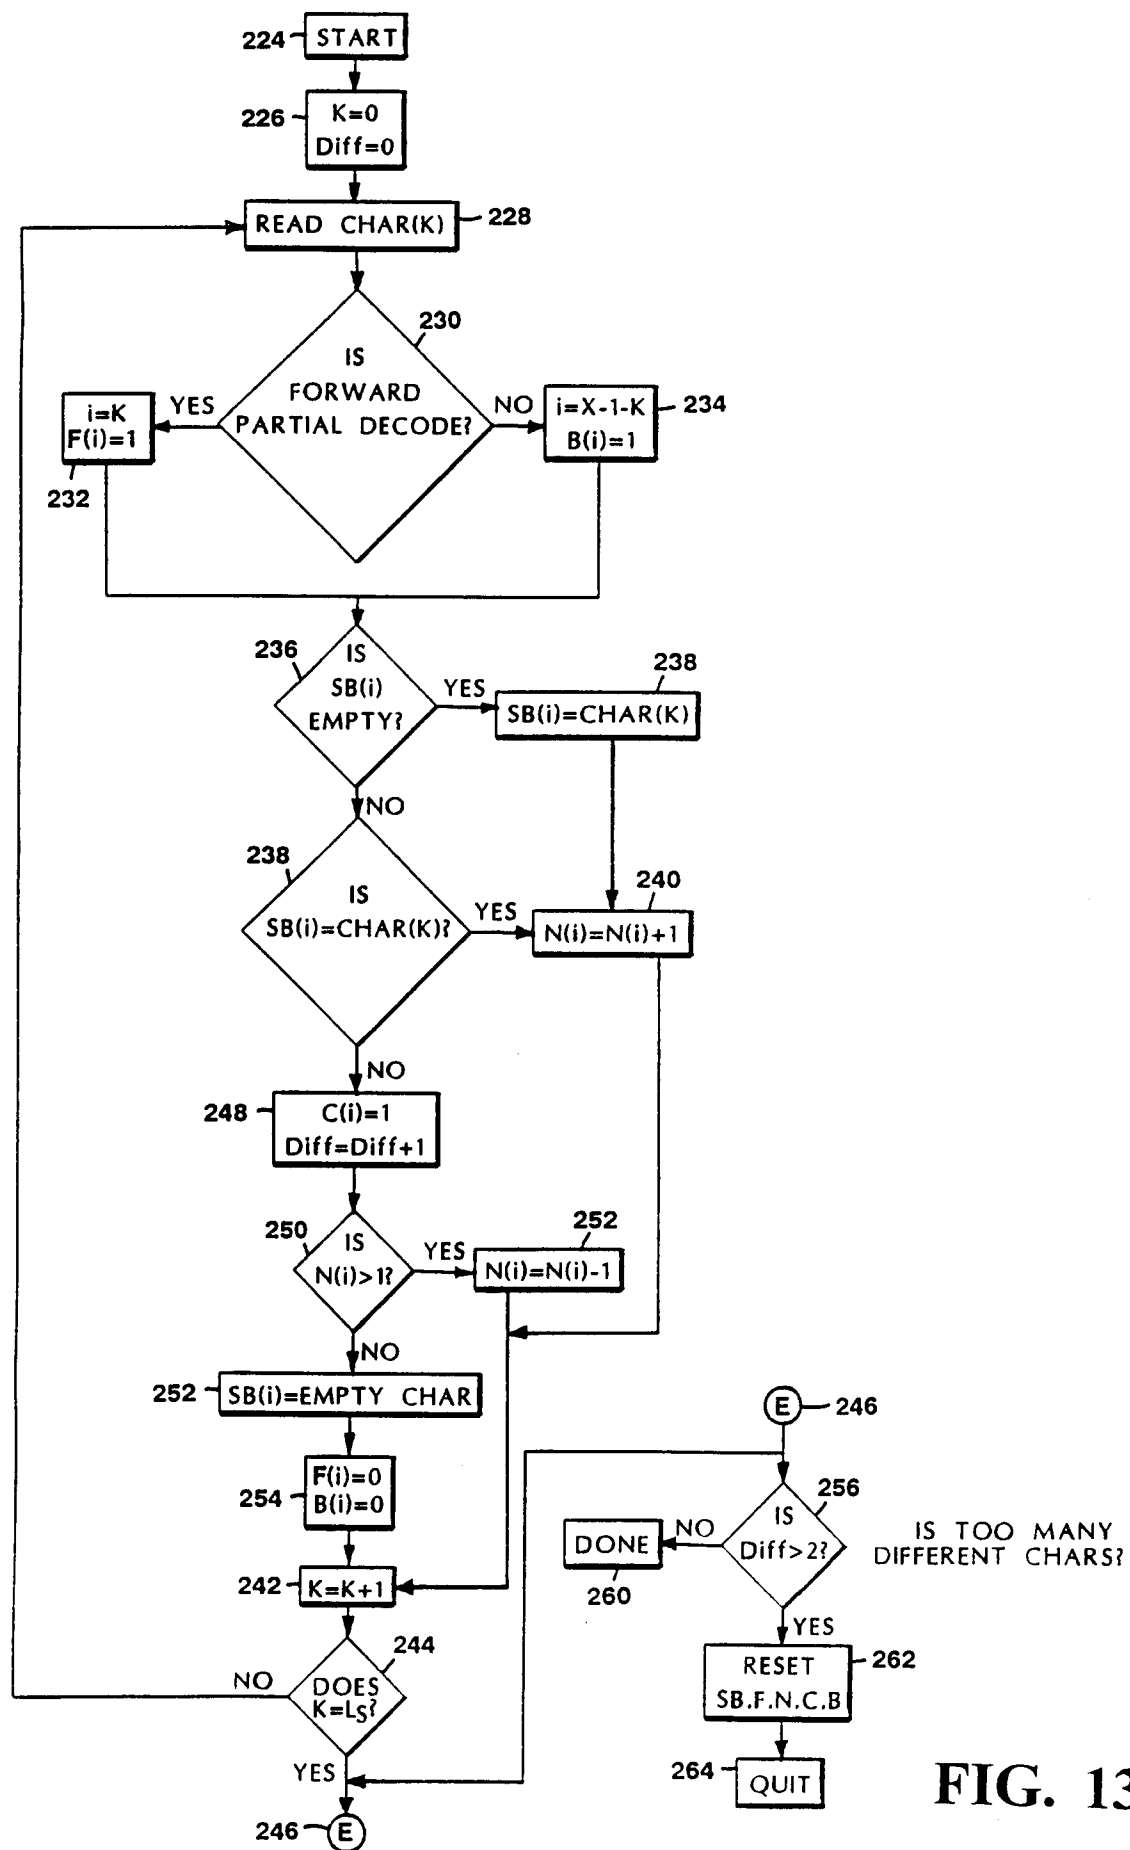 224
START
226
K=0
Diff=0
READ CHAR(K)
228
230
IS
FORWARD
PARTIAL DECODE?
YES
NO
i=K
F(i)=1
232
i=X-1-K
B(i)=1
234
236
IS
SB(i)
EMPTY?
YES
238
SB(i)=CHAR(K)
NO
238
IS
SB(i)=CHAR(K)?
YES
240
N(i)=N(i)+1
NO
248
C(i)=1
Diff=Diff+1
250
IS
N(i)>1?
YES
252
N(i)=N(i)-1
NO
252
SB(i)=EMPTY CHAR
254
F(i)=0
B(i)=0
242
K=K+1
244
DOES
K=LS?
NO
YES
246
E
E
246
256
IS
Diff>2?
IS TOO MANY
DIFFERENT CHARS?
NO
DONE
260
YES
RESET
SB.F.N.C.B
262
264
QUIT
FIG. 13